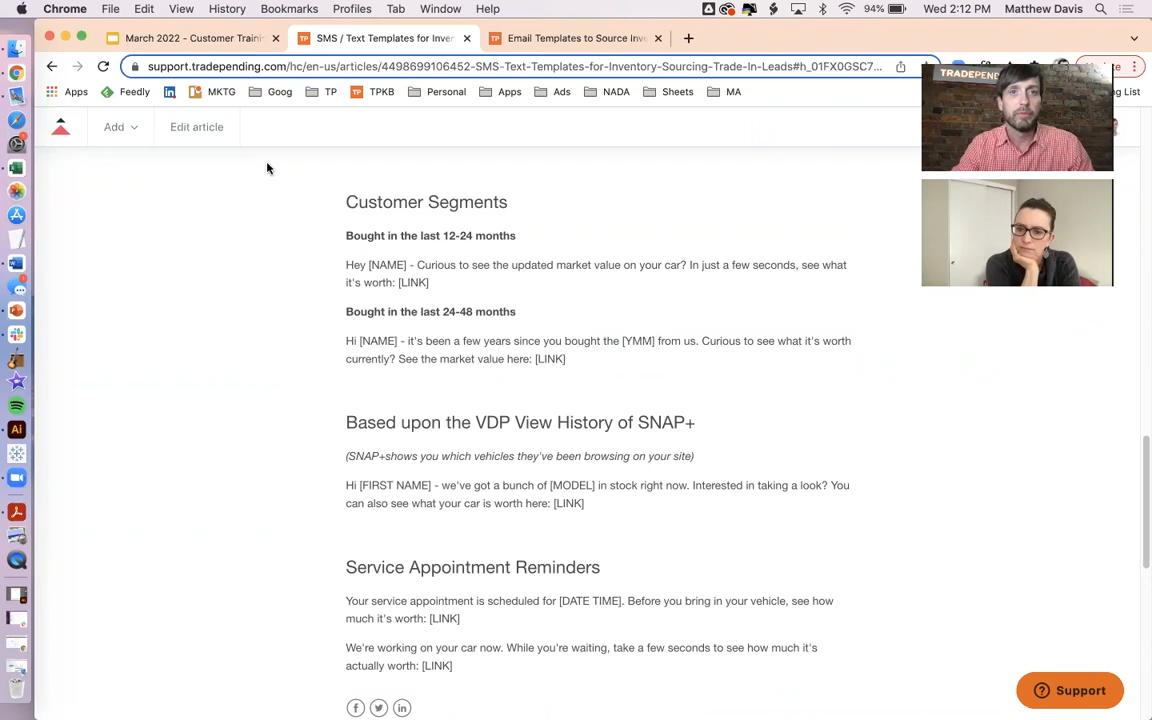 Chrome File Edit View History Bookmarks Profiles Tab Window Help 94% Wed 2:12 PM Matthew Davis
March 2022 - Customer Traini
SMS / Text Templates for Inver
Email Templates to Source Inv
support.tradepending.com/hc/en-us/articles/4498699106452-SMS-Text-Templates-for-Inventory-Sourcing-Trade-In-Leads#h_01FX0GSC7...
Apps Feedly MKTG Goog TP TPKB Personal Apps Ads NADA Sheets MA
Add
Edit article
Customer Segments
Bought in the last 12-24 months
Hey [NAME] - Curious to see the updated market value on your car? In just a few seconds, see what
it's worth: [LINK]
Bought in the last 24-48 months
Hi [NAME] - it's been a few years since you bought the [YMM] from us. Curious to see what it's worth
currently? See the market value here: [LINK]
Based upon the VDP View History of SNAP+
(SNAP+shows you which vehicles they've been browsing on your site)
Hi [FIRST NAME] - we've got a bunch of [MODEL] in stock right now. Interested in taking a look? You
can also see what your car is worth here: [LINK]
Service Appointment Reminders
Your service appointment is scheduled for [DATE TIME]. Before you bring in your vehicle, see how
much it's worth: [LINK]
We're working on your car now. While you're waiting, take a few seconds to see how much it's
actually worth: [LINK]
Support
TRADEPEND
ng List